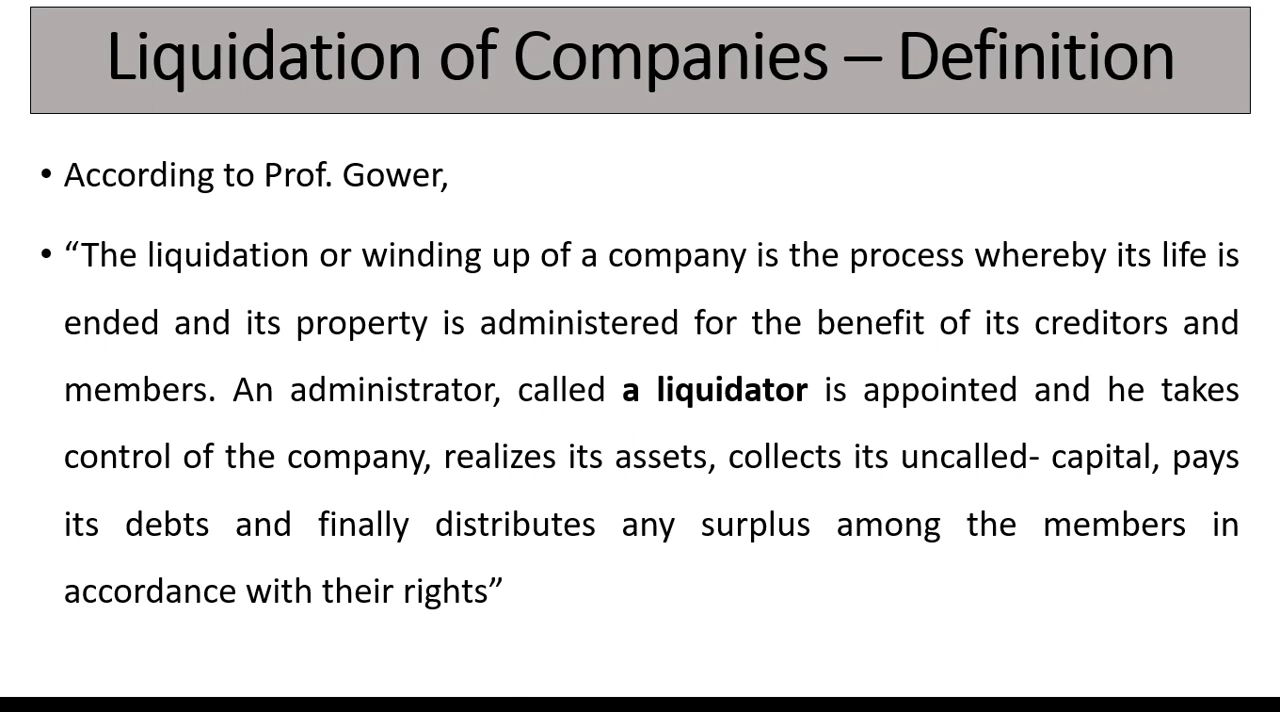 Liquidation of Companies – Definition
• According to Prof. Gower,
• “The liquidation or winding up of a company is the process whereby its life is
ended and its property is administered for the benefit of its creditors and
members. An administrator, called a liquidator is appointed and he takes
control of the company, realizes its assets, collects its uncalled- capital, pays
its debts and finally distributes any surplus among the members in
accordance with their rights”